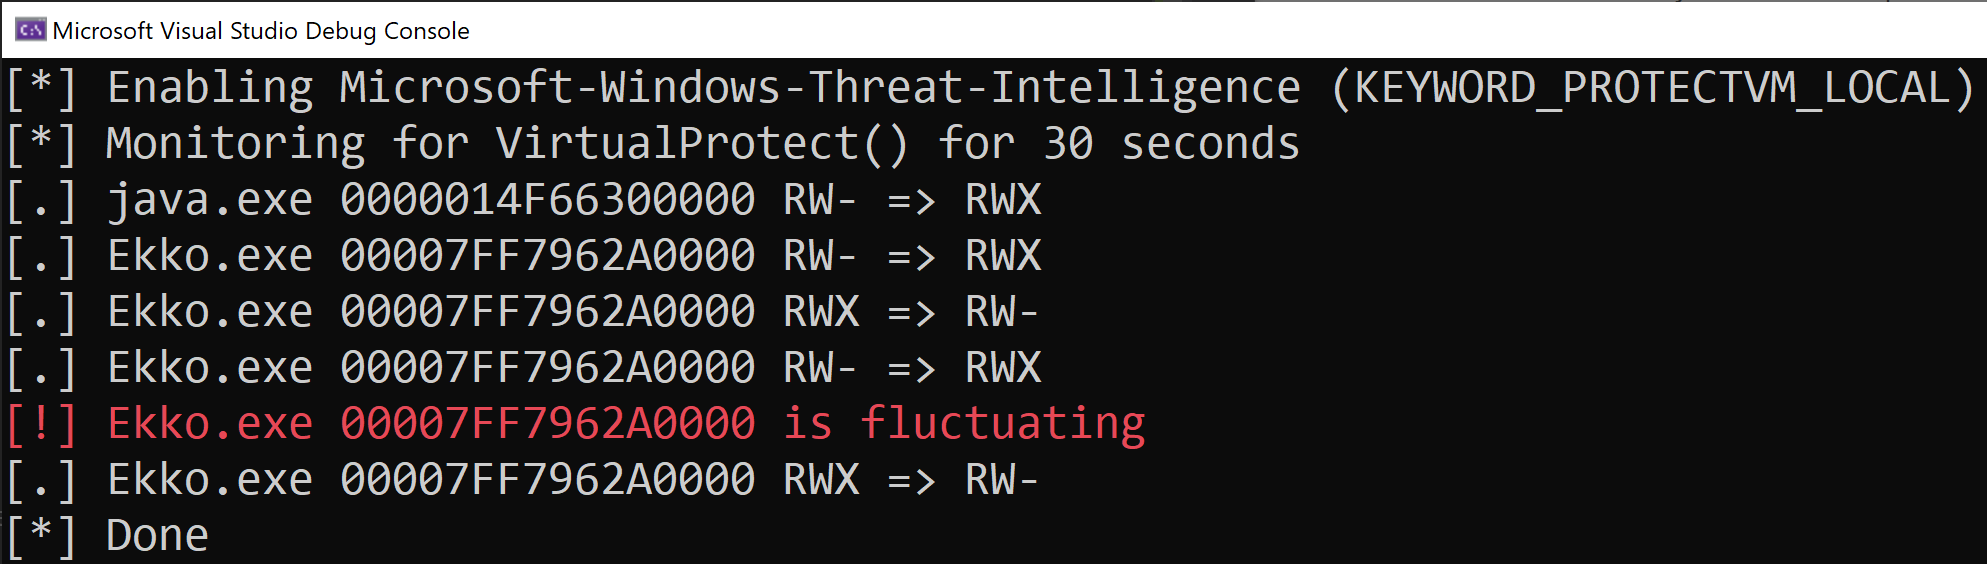 Microsoft Visual Studio Debug Console
[*] Enabling Microsoft-Windows-Threat-Intelligence (KEYWORD_PROTECTVM_LOCAL)
[*] Monitoring for VirtualProtect() for 30 seconds
[.] java.exe 0000014F66300000 RW- => RWX
[.] Ekko.exe 00007FF7962A0000 RW- => RWX
[.] Ekko.exe 00007FF7962A0000 RWX => RW-
[.] Ekko.exe 00007FF7962A0000 RW- => RWX
[!] Ekko.exe 00007FF7962A0000 is fluctuating
[.] Ekko.exe 00007FF7962A0000 RWX => RW-
[*] Done